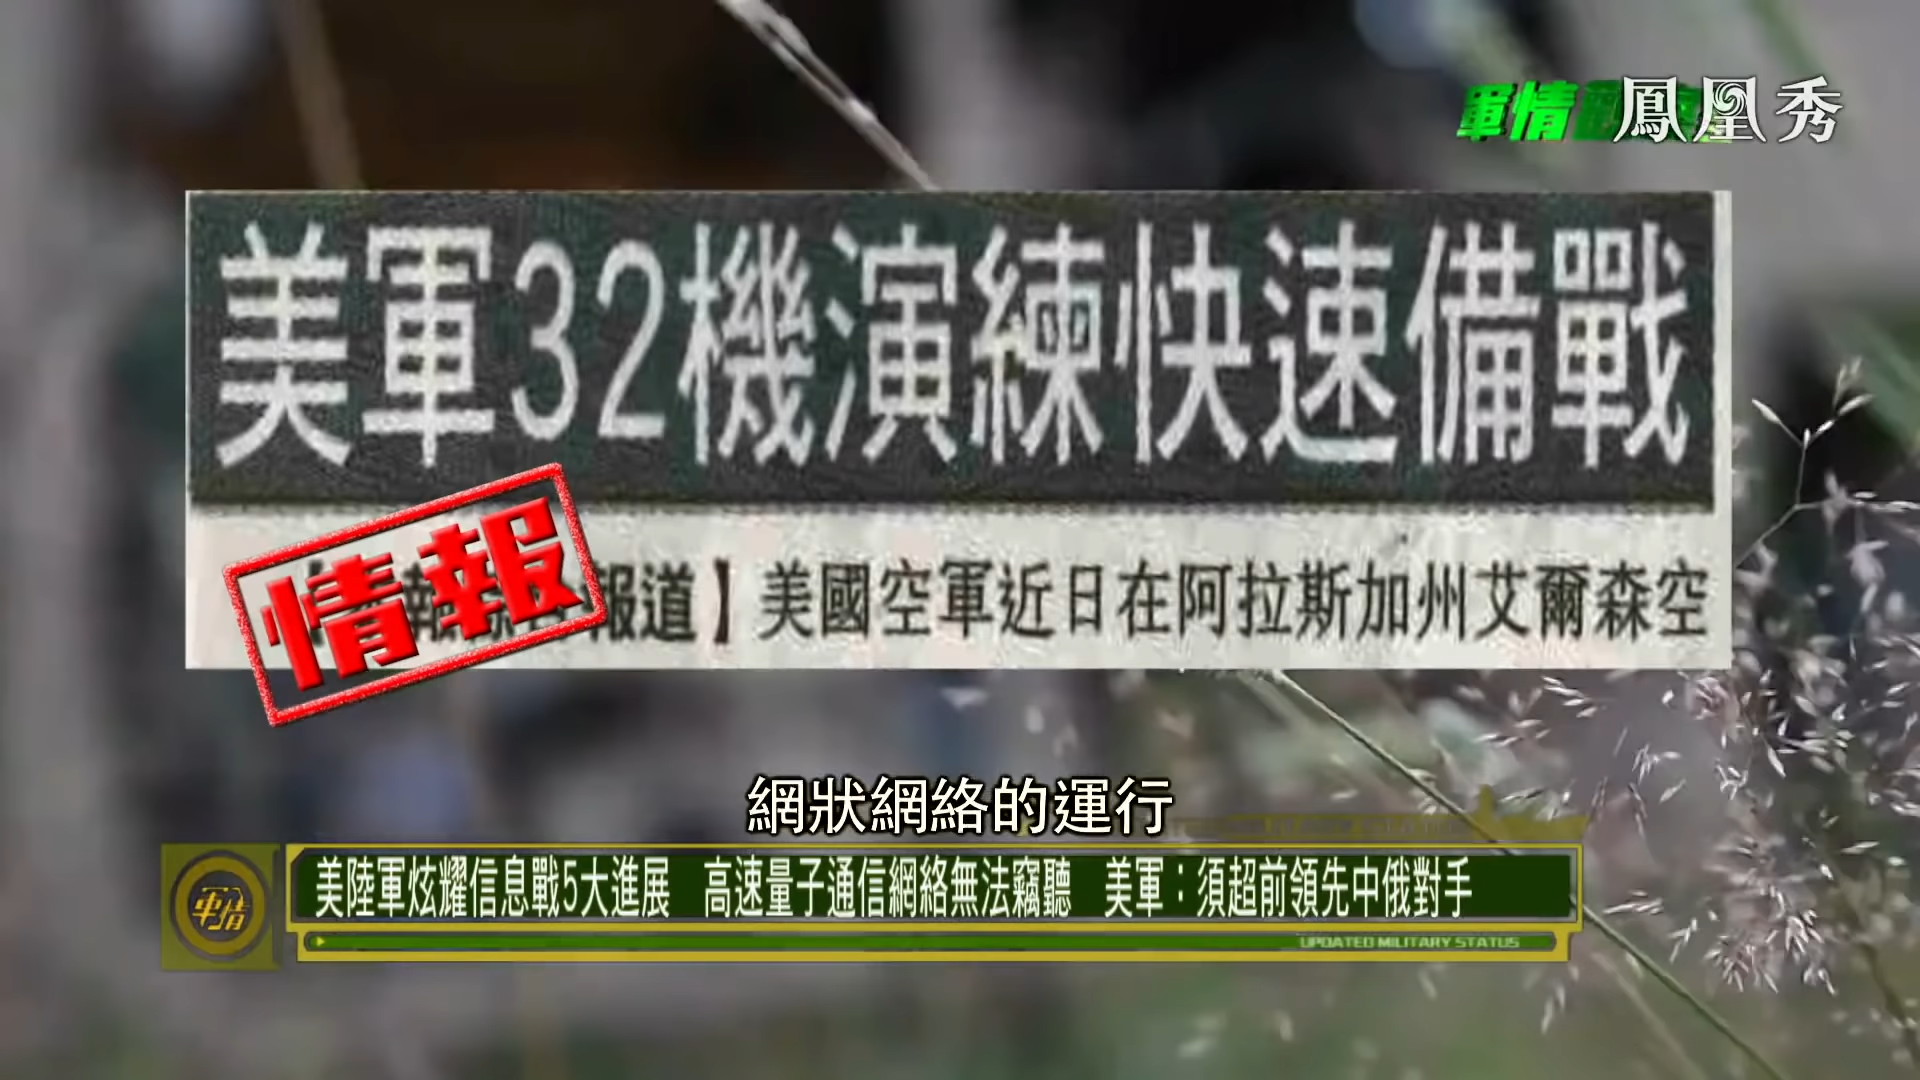 軍情
鳳凰秀
美軍32機演練快速備戰
情報
報道】美國空軍近日在阿拉斯加州艾爾森空
網狀網絡的運行
軍情
美陸軍炫耀信息戰5大進展 高速量子通信網絡無法竊聽 美軍：須超前領先中俄對手
UPDATED MILITARY STATUS